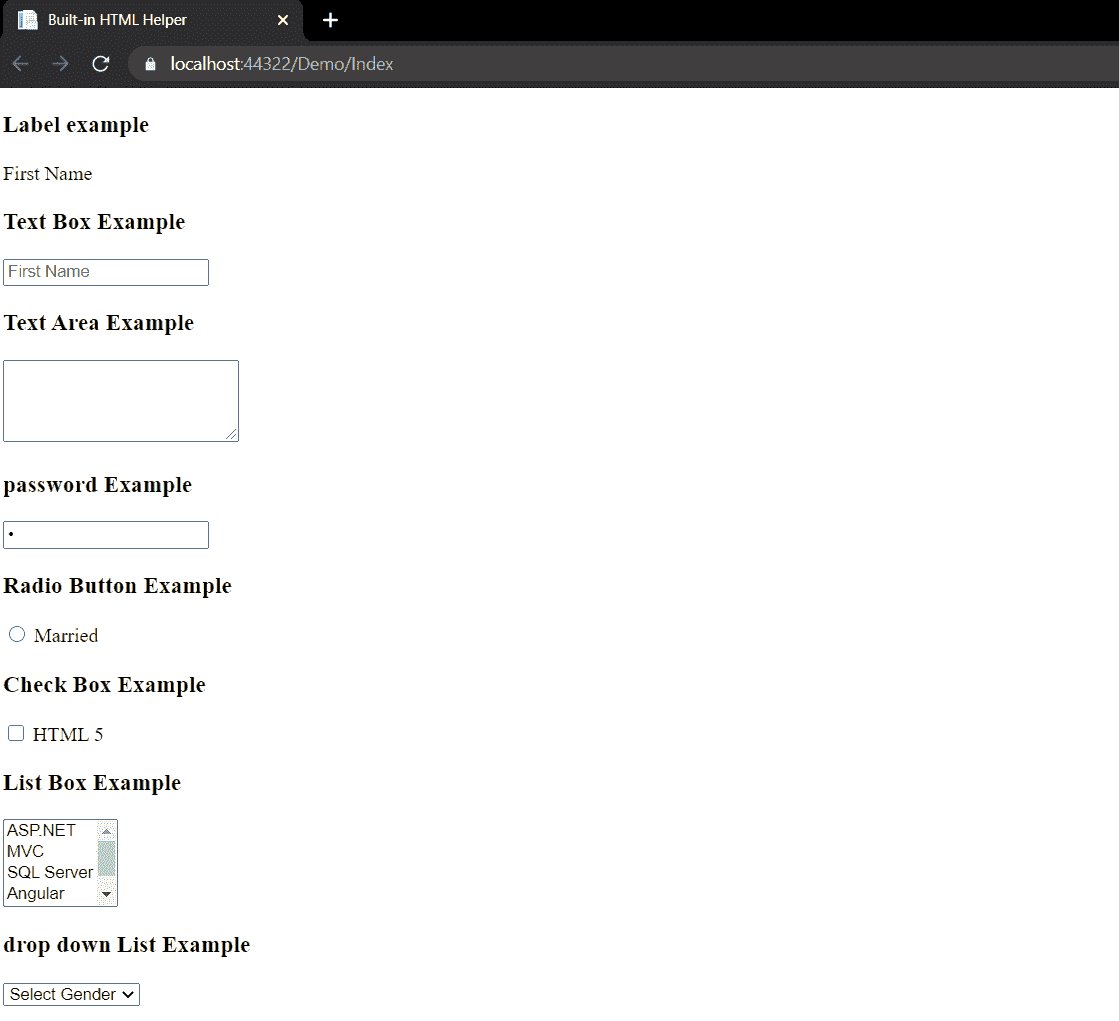 Built-in HTML Helper
localhost:44322/Demo/Index
Label example
First Name
Text Box Example
First Name
Text Area Example
password Example
Radio Button Example
Married
Check Box Example
HTML 5
List Box Example
ASP.NET
MVC
SQL Server
Angular
drop down List Example
Select Gender